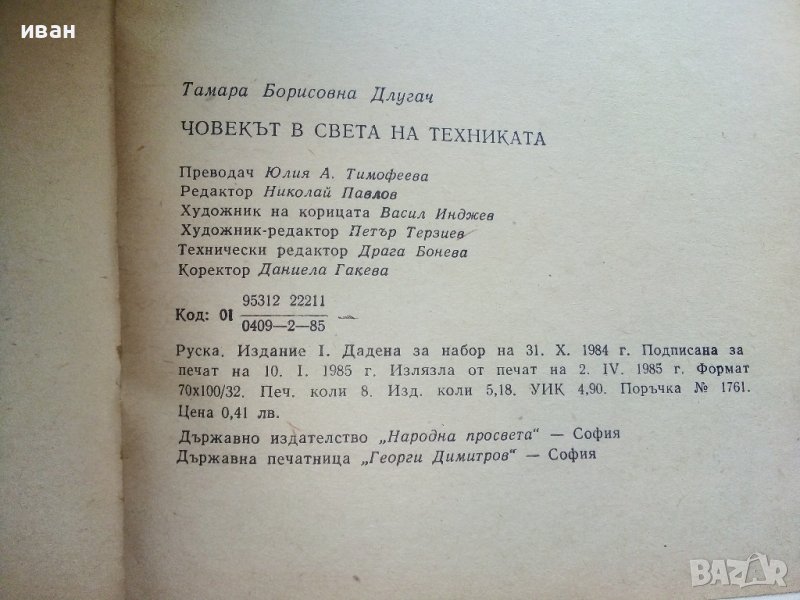 иван
Тамара Борисовна Длугач
ЧОВЕКЪТ В СВЕТА НА ТЕХНИКАТА
Преводач Юлия А. Тимофеева
Редактор Николай Павлов
Художник на корицата Васил Инджев
Художник-редактор Петър Терзиев
Технически редактор Драга Бонева
Коректор Даниела Гакева
Код: 01 95312 22211
0409—2—85
Руска. Издание I. Дадена за набор на 31. X. 1984 г. Подписана за
печат на 10. I. 1985 г. Излязла от печат на 2. IV. 1985 г. Формат
70х100/32. Печ. коли 8. Изд. коли 5,18. УИК 4,90. Поръчка № 1761.
Цена 0,41 лв.
Държавно издателство „Народна просвета“ — София
Държавна печатница „Георги Димитров“ — София
BAZAR